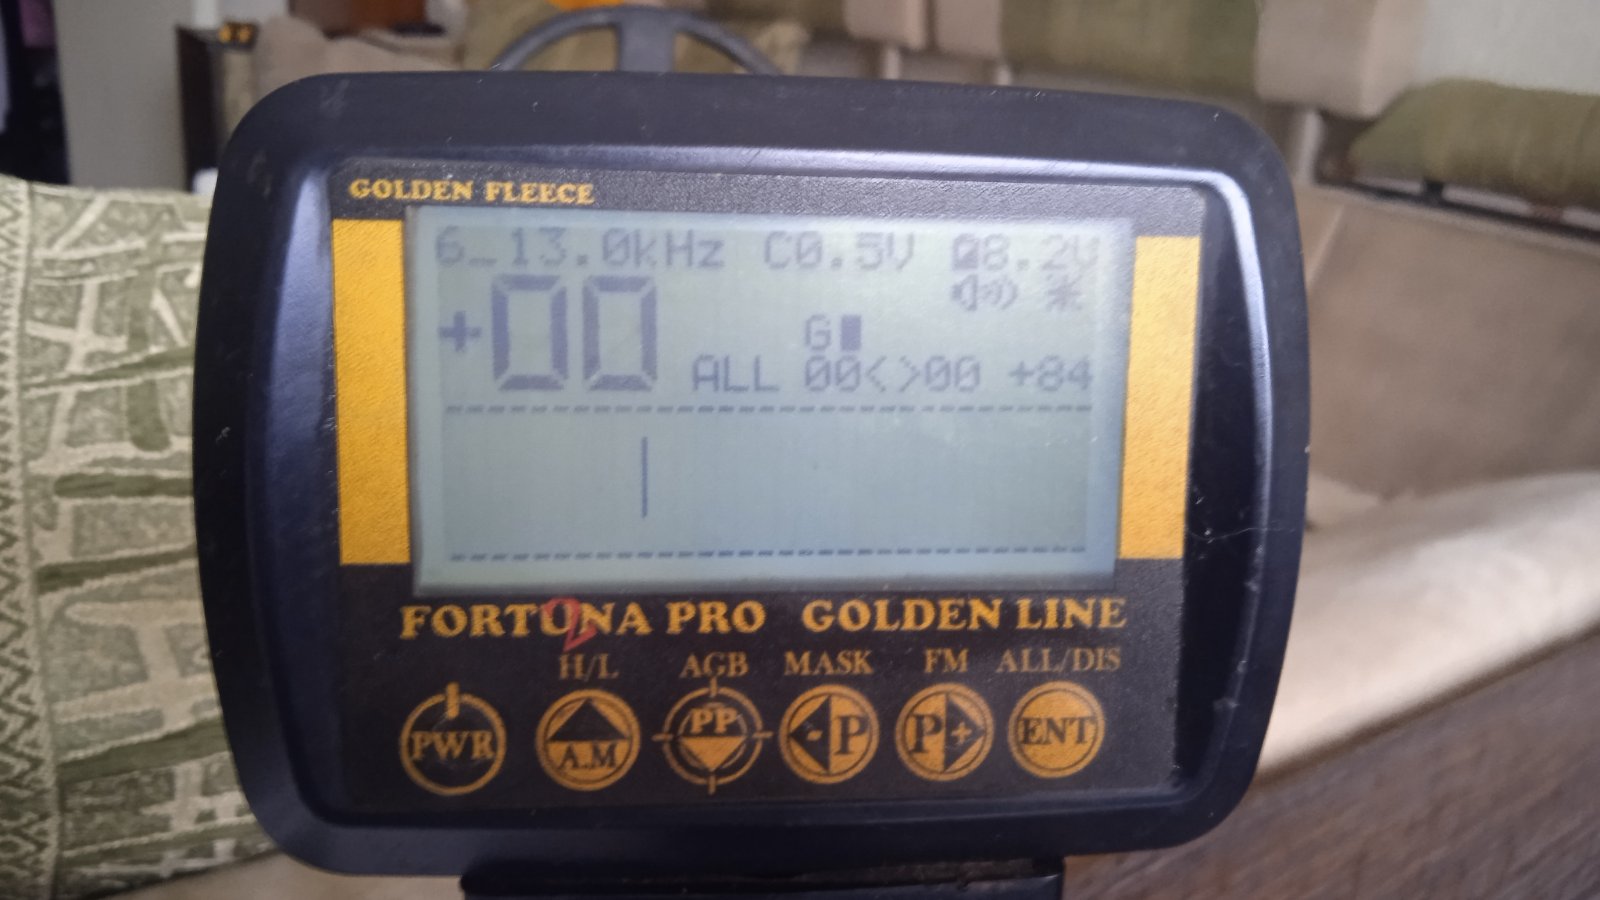 GOLDEN FLEECE
6_13.0kHz C0.5V 8.2V
+00
G
ALL 00<>00 +84
FORTUNA PRO GOLDEN LINE
2
H/L AGB MASK FM ALL/DIS
PWR A.M PP -P P+ ENT